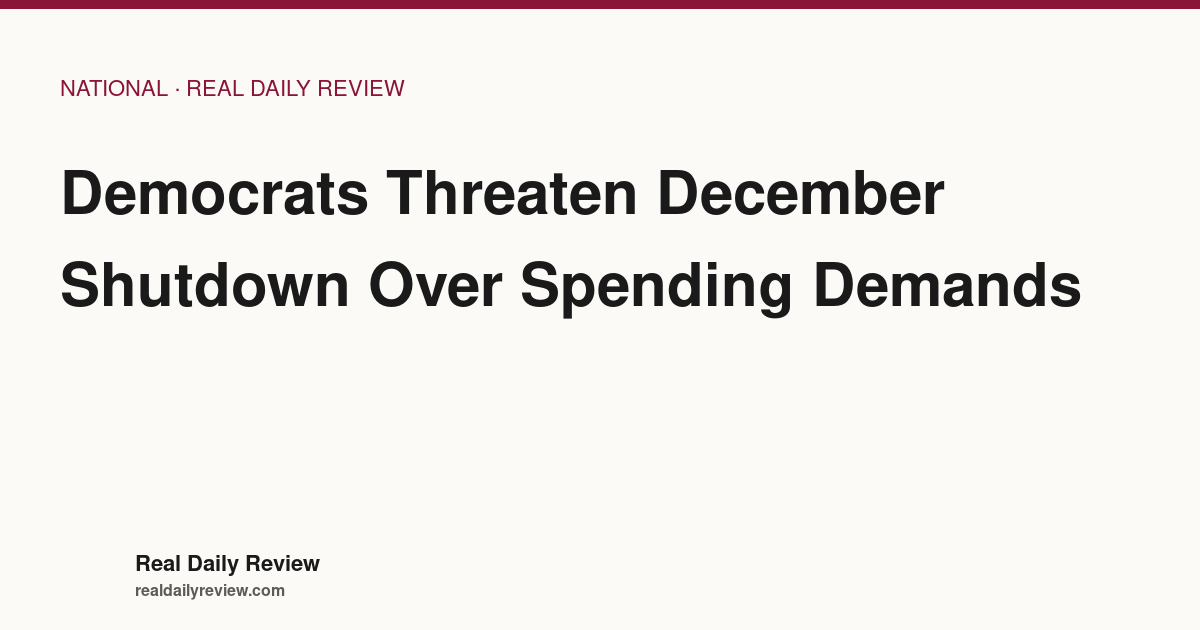 NATIONAL · REAL DAILY REVIEW
Democrats Threaten December
Shutdown Over Spending Demands
Real Daily Review
realdailyreview.com